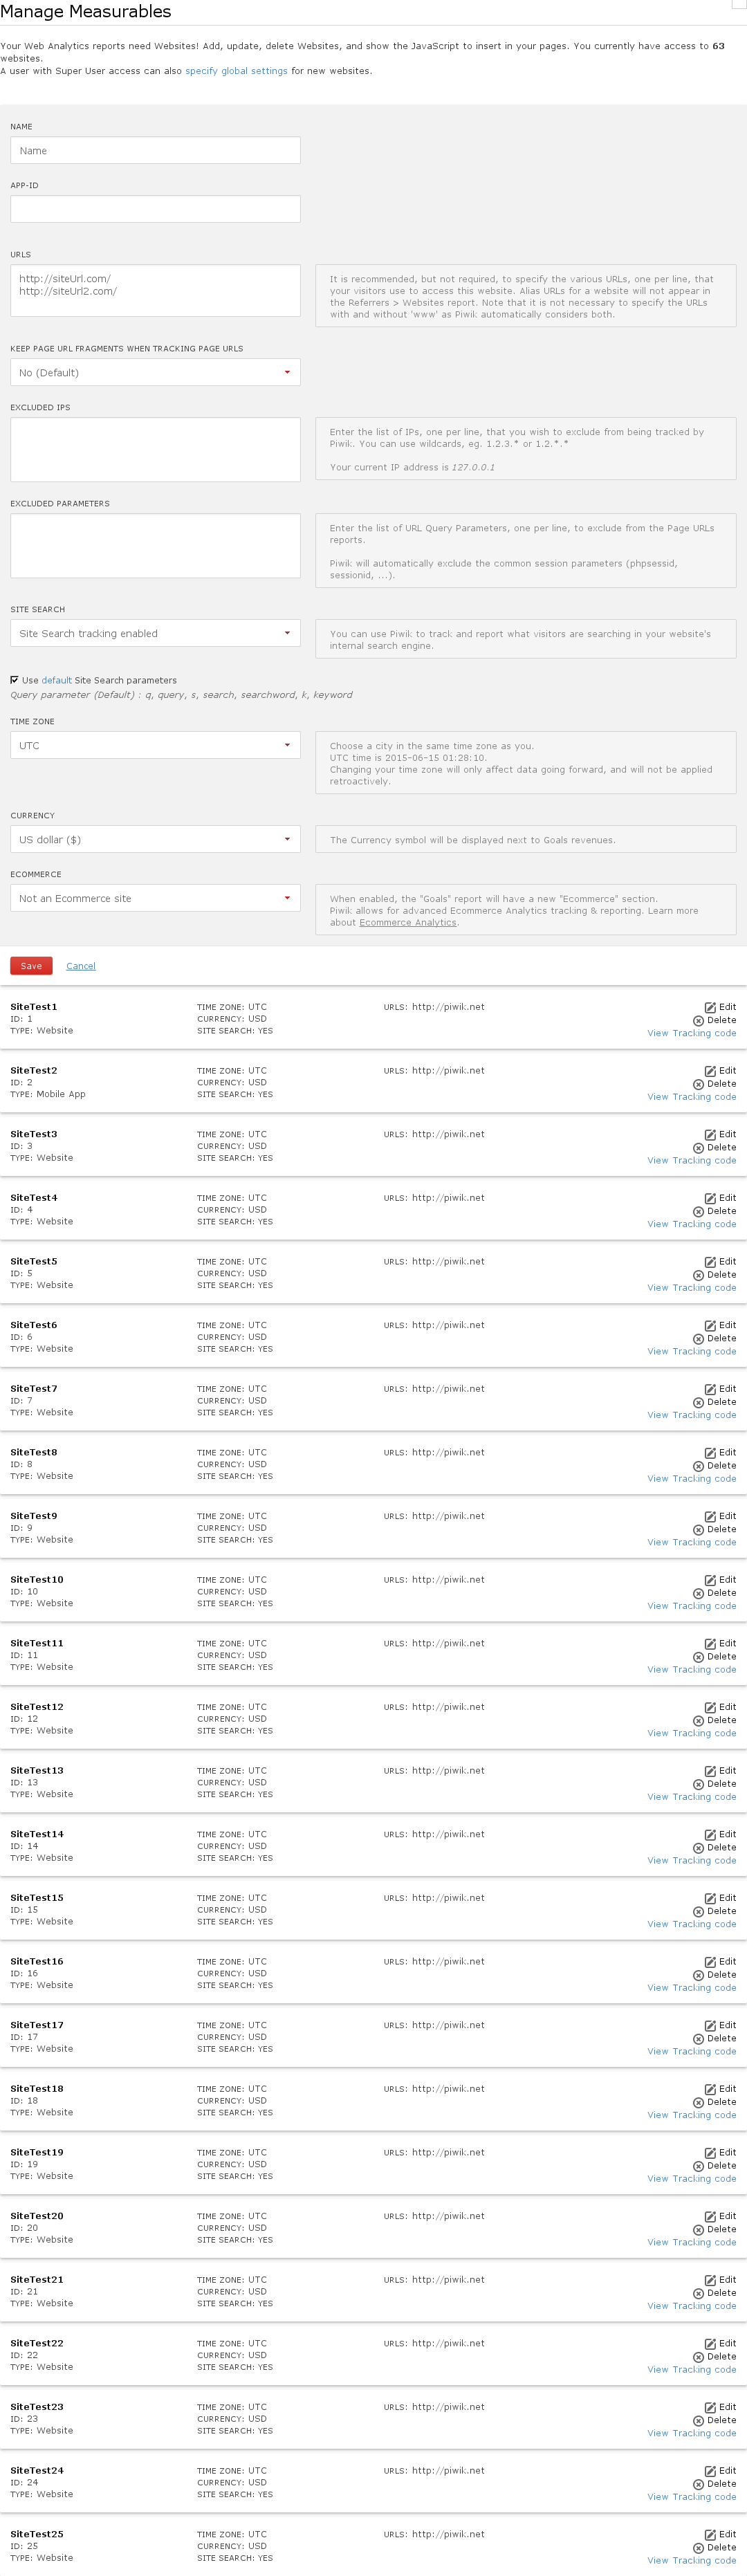 Manage Measurables
Your Web Analytics reports need Websites! Add, update, delete Websites, and show the JavaScript to insert in your pages. You currently have access to 63
websites.
A user with Super User access can also specify global settings for new websites.
NAME
Name
APP-ID
URLS
http://siteUrl.com/
http://siteUrl2.com/
It is recommended, but not required, to specify the various URLs, one per line, that
your visitors use to access this website. Alias URLs for a website will not appear in
the Referrers > Websites report. Note that it is not necessary to specify the URLs
with and without 'www' as Piwik automatically considers both.
KEEP PAGE URL FRAGMENTS WHEN TRACKING PAGE URLS
No (Default)
EXCLUDED IPS
Enter the list of IPs, one per line, that you wish to exclude from being tracked by
Piwik. You can use wildcards, eg. 1.2.3.* or 1.2.*.*
Your current IP address is 127.0.0.1
EXCLUDED PARAMETERS
Enter the list of URL Query Parameters, one per line, to exclude from the Page URLs
reports.
Piwik will automatically exclude the common session parameters (phpsessid,
sessionid, ...).
SITE SEARCH
Site Search tracking enabled
You can use Piwik to track and report what visitors are searching in your website's
internal search engine.
Use default Site Search parameters
Query parameter (Default) : q, query, s, search, searchword, k, keyword
TIME ZONE
UTC
Choose a city in the same time zone as you.
UTC time is 2015-06-15 01:28:10.
Changing your time zone will only affect data going forward, and will not be applied
retroactively.
CURRENCY
US dollar ($)
The Currency symbol will be displayed next to Goals revenues.
ECOMMERCE
Not an Ecommerce site
When enabled, the "Goals" report will have a new "Ecommerce" section.
Piwik allows for advanced Ecommerce Analytics tracking & reporting. Learn more
about Ecommerce Analytics.
Save Cancel
SiteTest1 TIME ZONE: UTC URLS: http://piwik.net Edit
ID: 1 CURRENCY: USD Delete
TYPE: Website SITE SEARCH: YES View Tracking code
SiteTest2 TIME ZONE: UTC URLS: http://piwik.net Edit
ID: 2 CURRENCY: USD Delete
TYPE: Mobile App SITE SEARCH: YES View Tracking code
SiteTest3 TIME ZONE: UTC URLS: http://piwik.net Edit
ID: 3 CURRENCY: USD Delete
TYPE: Website SITE SEARCH: YES View Tracking code
SiteTest4 TIME ZONE: UTC URLS: http://piwik.net Edit
ID: 4 CURRENCY: USD Delete
TYPE: Website SITE SEARCH: YES View Tracking code
SiteTest5 TIME ZONE: UTC URLS: http://piwik.net Edit
ID: 5 CURRENCY: USD Delete
TYPE: Website SITE SEARCH: YES View Tracking code
SiteTest6 TIME ZONE: UTC URLS: http://piwik.net Edit
ID: 6 CURRENCY: USD Delete
TYPE: Website SITE SEARCH: YES View Tracking code
SiteTest7 TIME ZONE: UTC URLS: http://piwik.net Edit
ID: 7 CURRENCY: USD Delete
TYPE: Website SITE SEARCH: YES View Tracking code
SiteTest8 TIME ZONE: UTC URLS: http://piwik.net Edit
ID: 8 CURRENCY: USD Delete
TYPE: Website SITE SEARCH: YES View Tracking code
SiteTest9 TIME ZONE: UTC URLS: http://piwik.net Edit
ID: 9 CURRENCY: USD Delete
TYPE: Website SITE SEARCH: YES View Tracking code
SiteTest10 TIME ZONE: UTC URLS: http://piwik.net Edit
ID: 10 CURRENCY: USD Delete
TYPE: Website SITE SEARCH: YES View Tracking code
SiteTest11 TIME ZONE: UTC URLS: http://piwik.net Edit
ID: 11 CURRENCY: USD Delete
TYPE: Website SITE SEARCH: YES View Tracking code
SiteTest12 TIME ZONE: UTC URLS: http://piwik.net Edit
ID: 12 CURRENCY: USD Delete
TYPE: Website SITE SEARCH: YES View Tracking code
SiteTest13 TIME ZONE: UTC URLS: http://piwik.net Edit
ID: 13 CURRENCY: USD Delete
TYPE: Website SITE SEARCH: YES View Tracking code
SiteTest14 TIME ZONE: UTC URLS: http://piwik.net Edit
ID: 14 CURRENCY: USD Delete
TYPE: Website SITE SEARCH: YES View Tracking code
SiteTest15 TIME ZONE: UTC URLS: http://piwik.net Edit
ID: 15 CURRENCY: USD Delete
TYPE: Website SITE SEARCH: YES View Tracking code
SiteTest16 TIME ZONE: UTC URLS: http://piwik.net Edit
ID: 16 CURRENCY: USD Delete
TYPE: Website SITE SEARCH: YES View Tracking code
SiteTest17 TIME ZONE: UTC URLS: http://piwik.net Edit
ID: 17 CURRENCY: USD Delete
TYPE: Website SITE SEARCH: YES View Tracking code
SiteTest18 TIME ZONE: UTC URLS: http://piwik.net Edit
ID: 18 CURRENCY: USD Delete
TYPE: Website SITE SEARCH: YES View Tracking code
SiteTest19 TIME ZONE: UTC URLS: http://piwik.net Edit
ID: 19 CURRENCY: USD Delete
TYPE: Website SITE SEARCH: YES View Tracking code
SiteTest20 TIME ZONE: UTC URLS: http://piwik.net Edit
ID: 20 CURRENCY: USD Delete
TYPE: Website SITE SEARCH: YES View Tracking code
SiteTest21 TIME ZONE: UTC URLS: http://piwik.net Edit
ID: 21 CURRENCY: USD Delete
TYPE: Website SITE SEARCH: YES View Tracking code
SiteTest22 TIME ZONE: UTC URLS: http://piwik.net Edit
ID: 22 CURRENCY: USD Delete
TYPE: Website SITE SEARCH: YES View Tracking code
SiteTest23 TIME ZONE: UTC URLS: http://piwik.net Edit
ID: 23 CURRENCY: USD Delete
TYPE: Website SITE SEARCH: YES View Tracking code
SiteTest24 TIME ZONE: UTC URLS: http://piwik.net Edit
ID: 24 CURRENCY: USD Delete
TYPE: Website SITE SEARCH: YES View Tracking code
SiteTest25 TIME ZONE: UTC URLS: http://piwik.net Edit
ID: 25 CURRENCY: USD Delete
TYPE: Website SITE SEARCH: YES View Tracking code